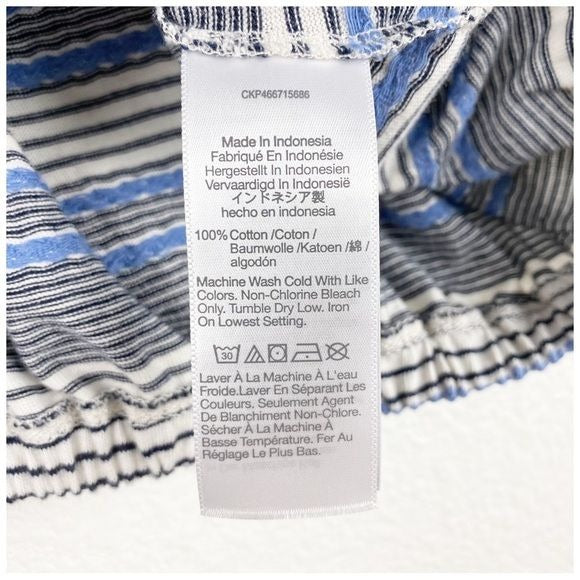 CKP466715686
Made In Indonesia
Fabriqué En Indonésie
Hergestellt In Indonesien
Vervaardigd In Indonesië
インドネシア製
hecho en indonesia
100% Cotton /Coton /
Baumwolle /Katoen /綿 /
algodón
Machine Wash Cold With Like
Colors. Non-Chlorine Bleach
Only. Tumble Dry Low. Iron
On Lowest Setting.
30
Laver À La Machine À L'eau
Froide.Laver En Séparant Les
Couleurs. Seulement Agent
De Blanchiment Non-Chlore.
Sécher À La Machine À
Basse Température. Fer Au
Réglage Le Plus Bas.